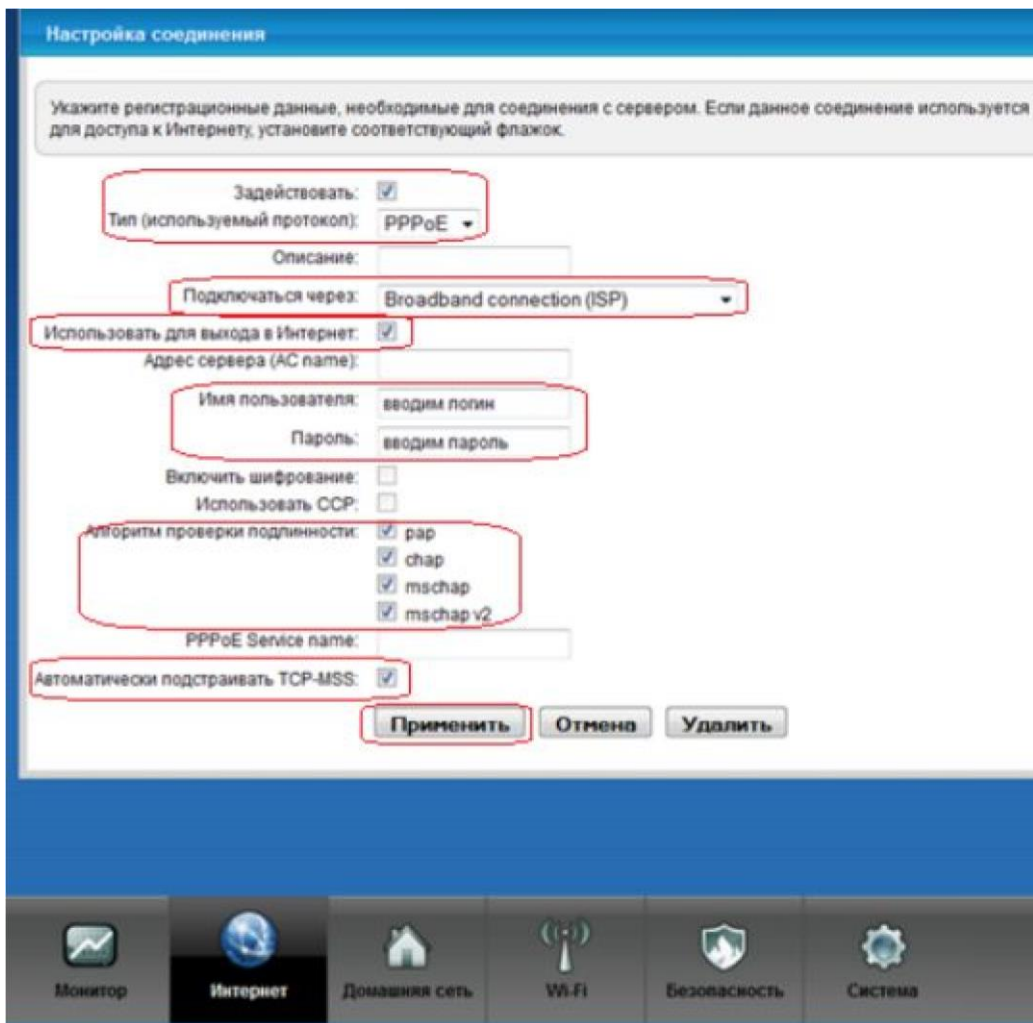 Настройка соединения
Укажите регистрационные данные, необходимые для соединения с сервером. Если данное соединение используется
для доступа к Интернету, установите соответствующий флажок.
Задействовать:
Тип (используемый протокол): PPPoE
Описание:
Подключаться через: Broadband connection (ISP)
Использовать для выхода в Интернет:
Адрес сервера (AC name):
Имя пользователя: вводим логин
Пароль: вводим пароль
Включить шифрование:
Использовать CCP:
Алгоритм проверки подлинности: pap
chap
mschap
mschap v2
PPPoE Service name:
Автоматически подстраивать TCP-MSS:
Применить Отмена Удалить
Монитор Интернет Домашняя сеть Wi-Fi Безопасность Система